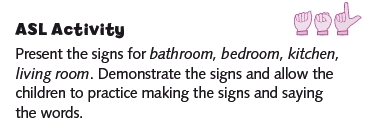 ASL Activity
Present the signs for bathroom, bedroom, kitchen,
living room. Demonstrate the signs and allow the
children to practice making the signs and saying
the words.